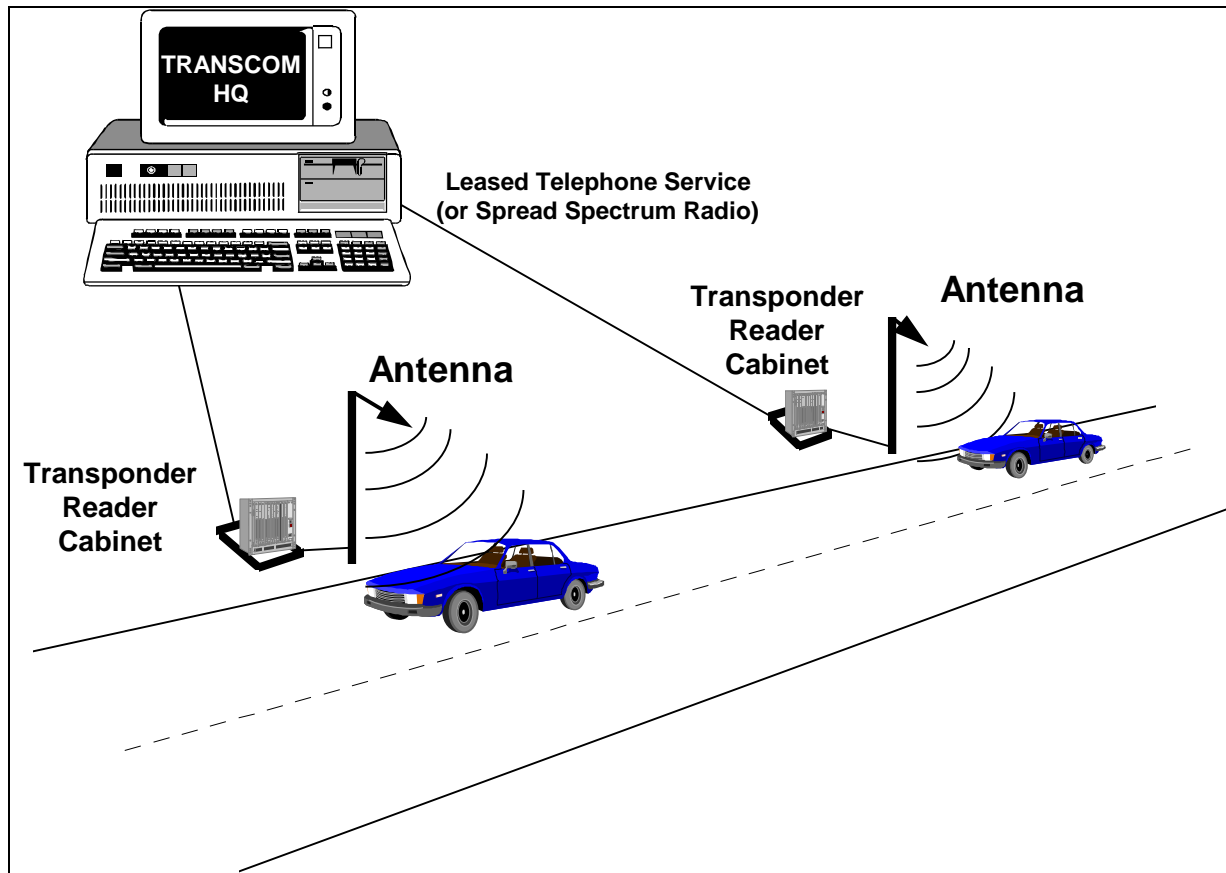 TRANSCOM
HQ
Leased Telephone Service
(or Spread Spectrum Radio)
Transponder
Reader
Cabinet
Antenna
Antenna
Transponder
Reader
Cabinet